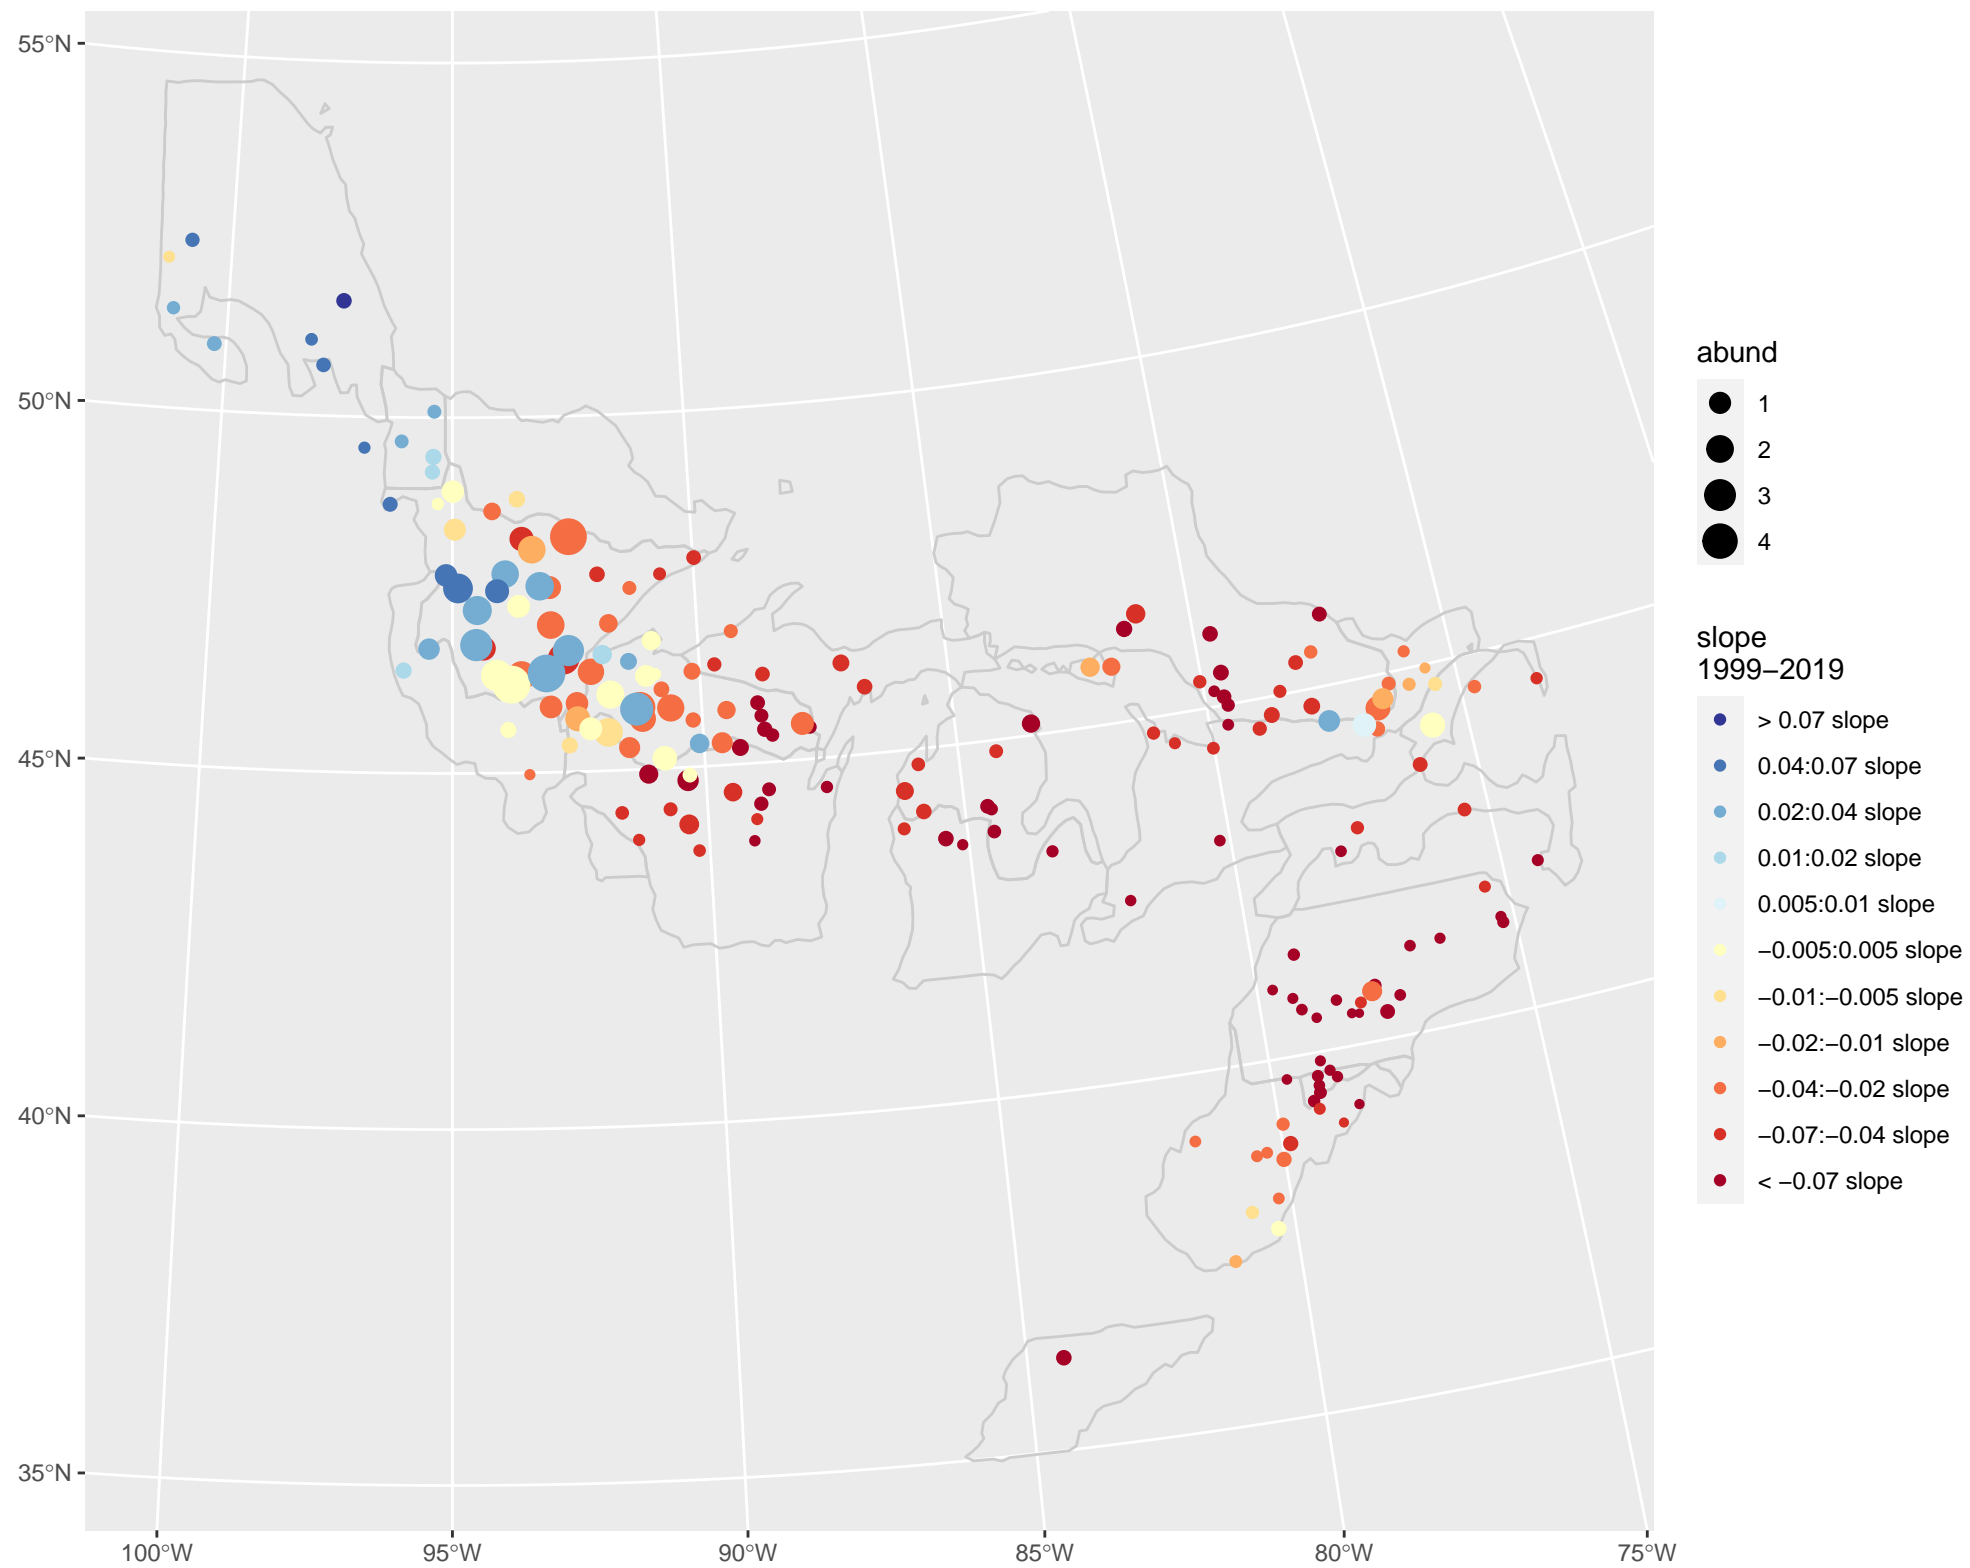 55°N
50°N
45°N
40°N
35°N
100°W
95°W
90°W
85°W
80°W
75°W
abund
1
2
3
4
slope
1999−2019
> 0.07 slope
0.04:0.07 slope
0.02:0.04 slope
0.01:0.02 slope
0.005:0.01 slope
−0.005:0.005 slope
−0.01:−0.005 slope
−0.02:−0.01 slope
−0.04:−0.02 slope
−0.07:−0.04 slope
< −0.07 slope